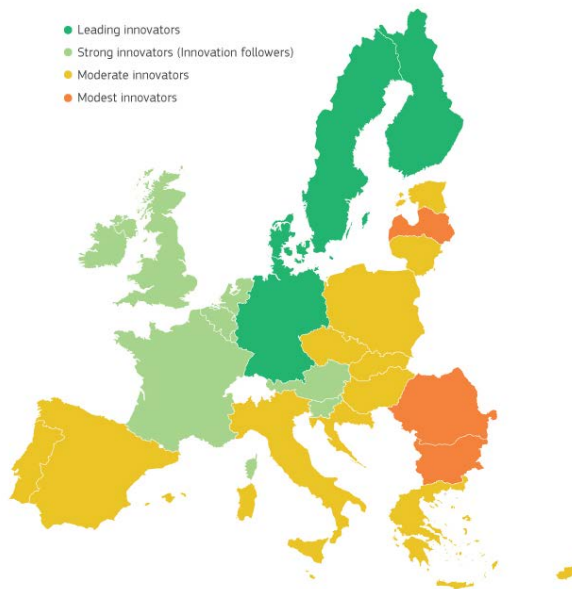 Leading innovators
Strong innovators (Innovation followers)
Moderate innovators
Modest innovators